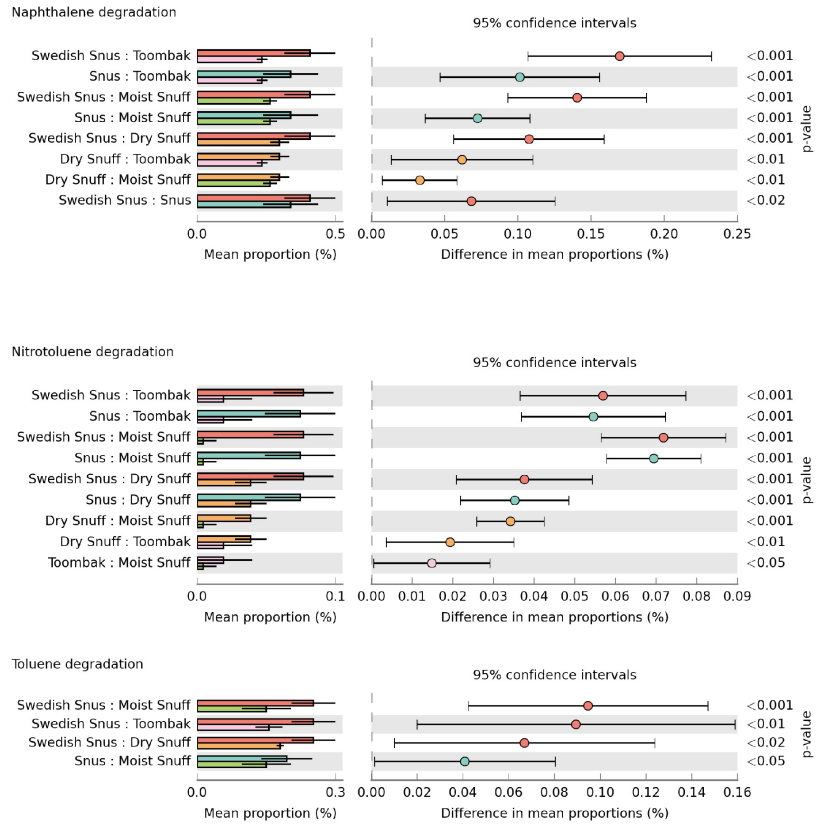 Naphthalene degradation
95% confidence intervals
Swedish Snus : Toombak <0.001
Snus : Toombak <0.001
Swedish Snus : Moist Snuff <0.001
Snus : Moist Snuff <0.001
Swedish Snus : Dry Snuff <0.001
Dry Snuff : Toombak <0.01
Dry Snuff : Moist Snuff <0.01
Swedish Snus : Snus <0.02
p-value
0.0 0.5 0.00 0.05 0.10 0.15 0.20 0.25
Mean proportion (%) Difference in mean proportions (%)
Nitrotoluene degradation
95% confidence intervals
Swedish Snus : Toombak <0.001
Snus : Toombak <0.001
Swedish Snus : Moist Snuff <0.001
Snus : Moist Snuff <0.001
Swedish Snus : Dry Snuff <0.001
Snus : Dry Snuff <0.001
Dry Snuff : Moist Snuff <0.001
Dry Snuff : Toombak <0.01
Toombak : Moist Snuff <0.05
p-value
0.0 0.1 0.00 0.01 0.02 0.03 0.04 0.05 0.06 0.07 0.08 0.09
Mean proportion (%) Difference in mean proportions (%)
Toluene degradation
95% confidence intervals
Swedish Snus : Moist Snuff <0.001
Swedish Snus : Toombak <0.01
Swedish Snus : Dry Snuff <0.02
Snus : Moist Snuff <0.05
p-value
0.0 0.3 0.00 0.02 0.04 0.06 0.08 0.10 0.12 0.14 0.16
Mean proportion (%) Difference in mean proportions (%)